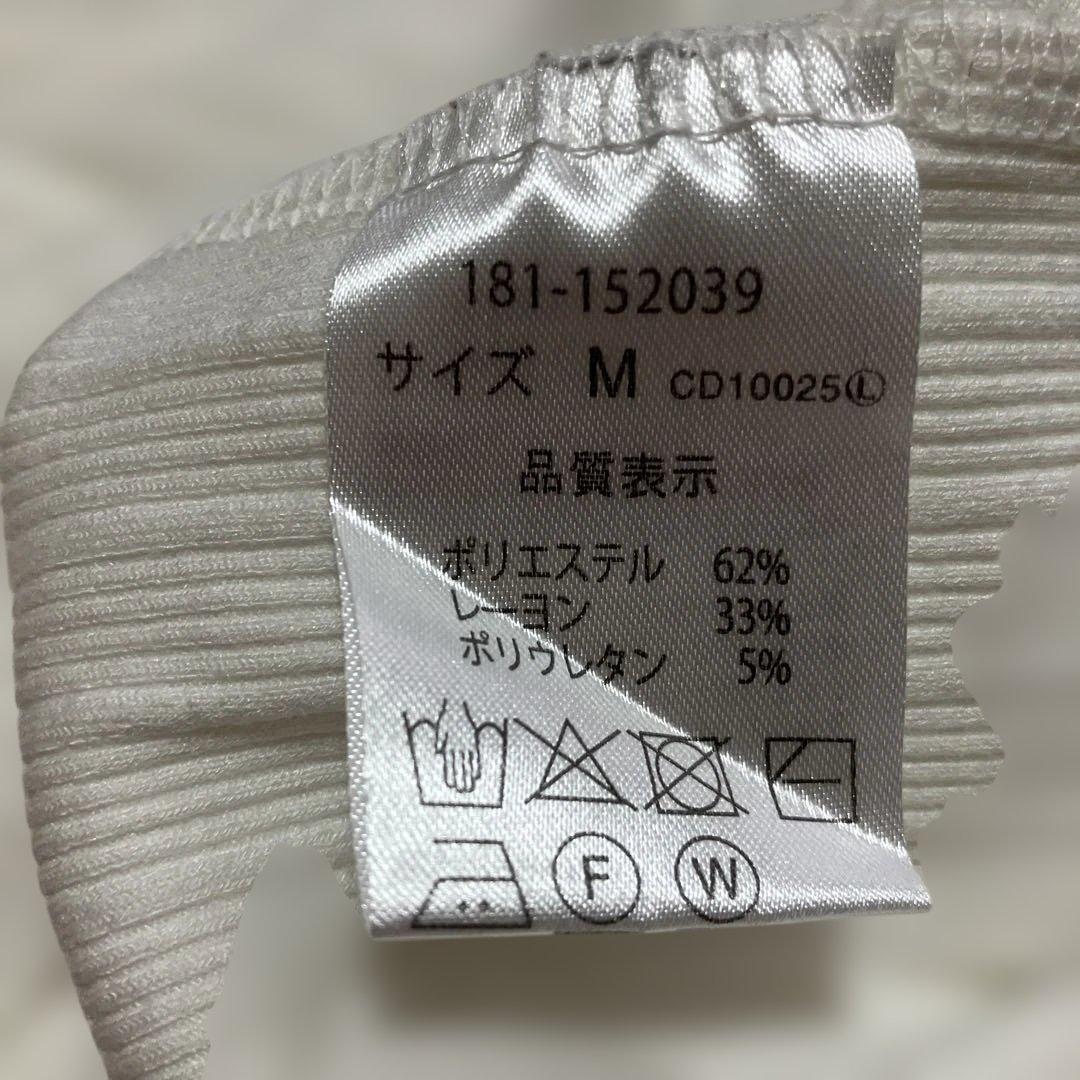 181-152039
サイズ M CD10025Ⓛ
品質表示
ポリエステル 62%
レーヨン 33%
ポリウレタン 5%
Ⓕ Ⓦ